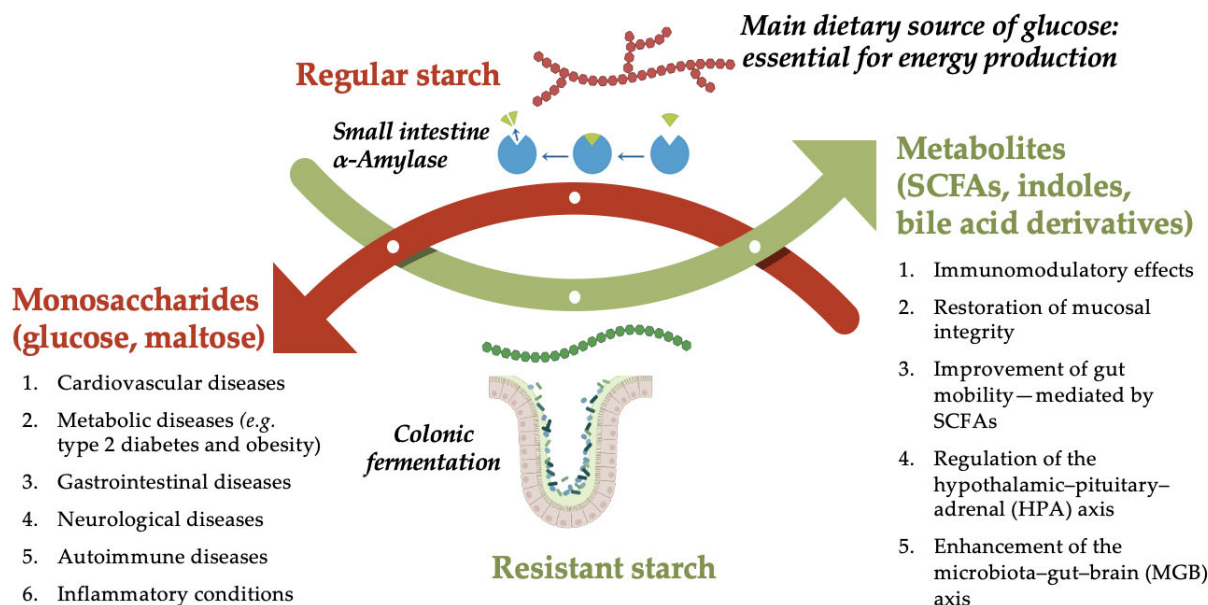 Main dietary source of glucose:
essential for energy production
Regular starch
Small intestine
α-Amylase
Metabolites
(SCFAs, indoles,
bile acid derivatives)
1. Immunomodulatory effects
2. Restoration of mucosal
integrity
3. Improvement of gut
mobility—mediated by
SCFAs
4. Regulation of the
hypothalamic–pituitary–
adrenal (HPA) axis
5. Enhancement of the
microbiota–gut–brain (MGB)
axis
Monosaccharides
(glucose, maltose)
1. Cardiovascular diseases
2. Metabolic diseases (e.g.
type 2 diabetes and obesity)
3. Gastrointestinal diseases
4. Neurological diseases
5. Autoimmune diseases
6. Inflammatory conditions
Colonic
fermentation
Resistant starch